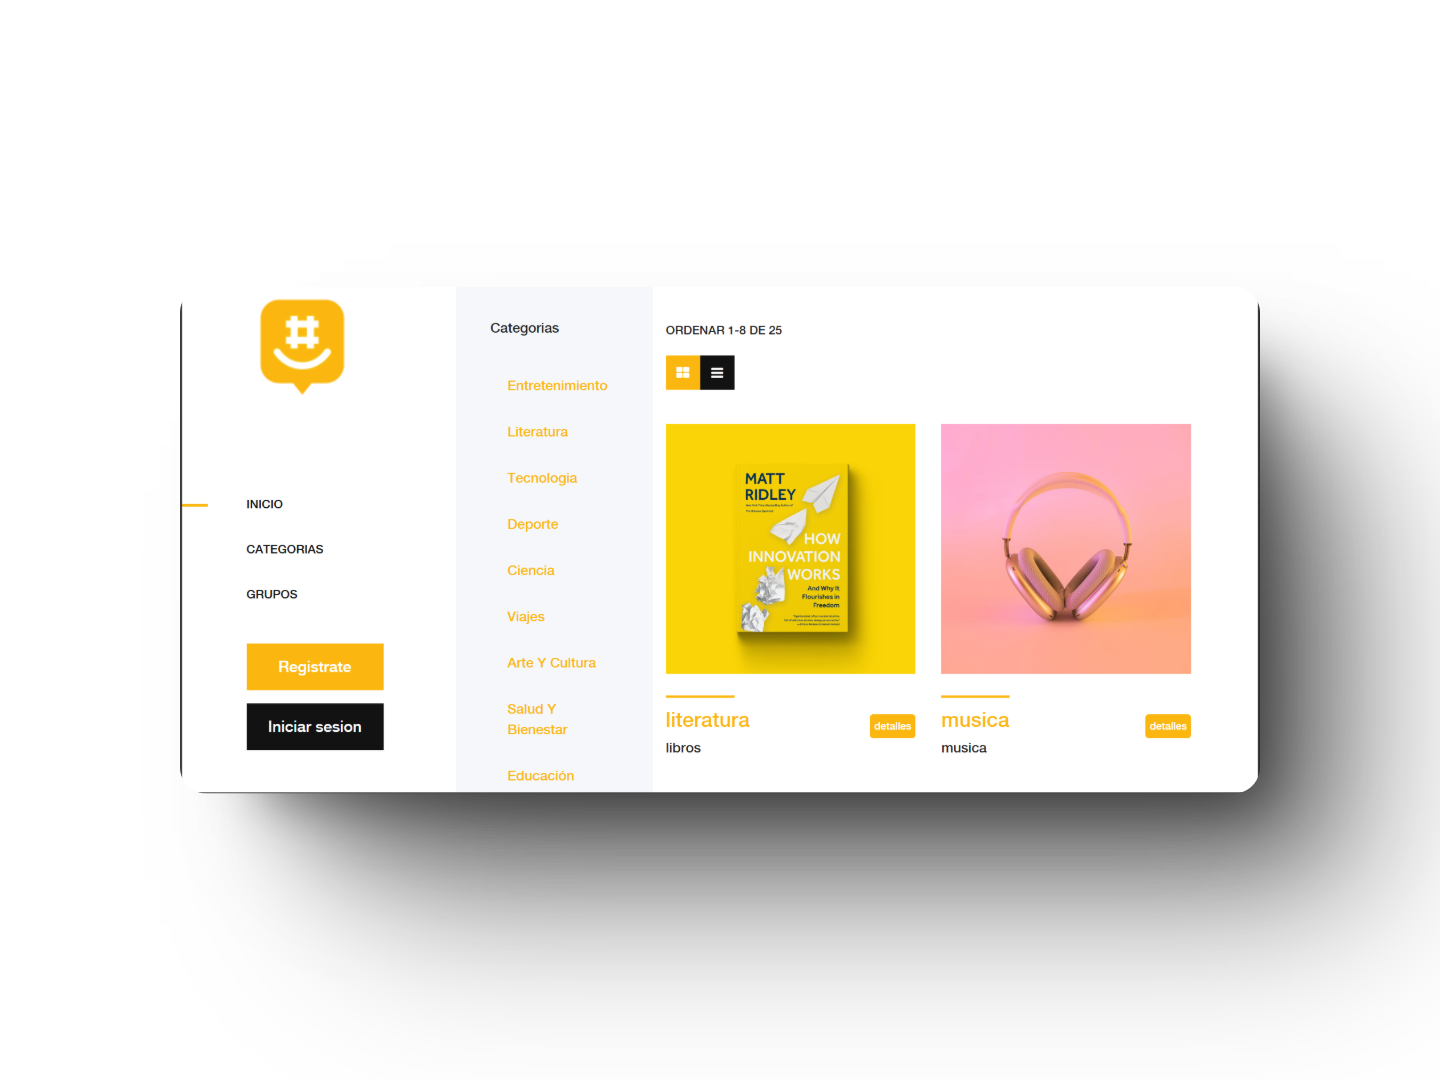 INICIO
CATEGORIAS
GRUPOS
Registrate
Iniciar sesion
Categorias
Entretenimiento
Literatura
Tecnologia
Deporte
Ciencia
Viajes
Arte Y Cultura
Salud Y
Bienestar
Educación
ORDENAR 1-8 DE 25
MATT
RIDLEY
HOW
INNOVATION
WORKS
And Why It
Flourishes in
Freedom
literatura
detalles
libros
musica
detalles
musica